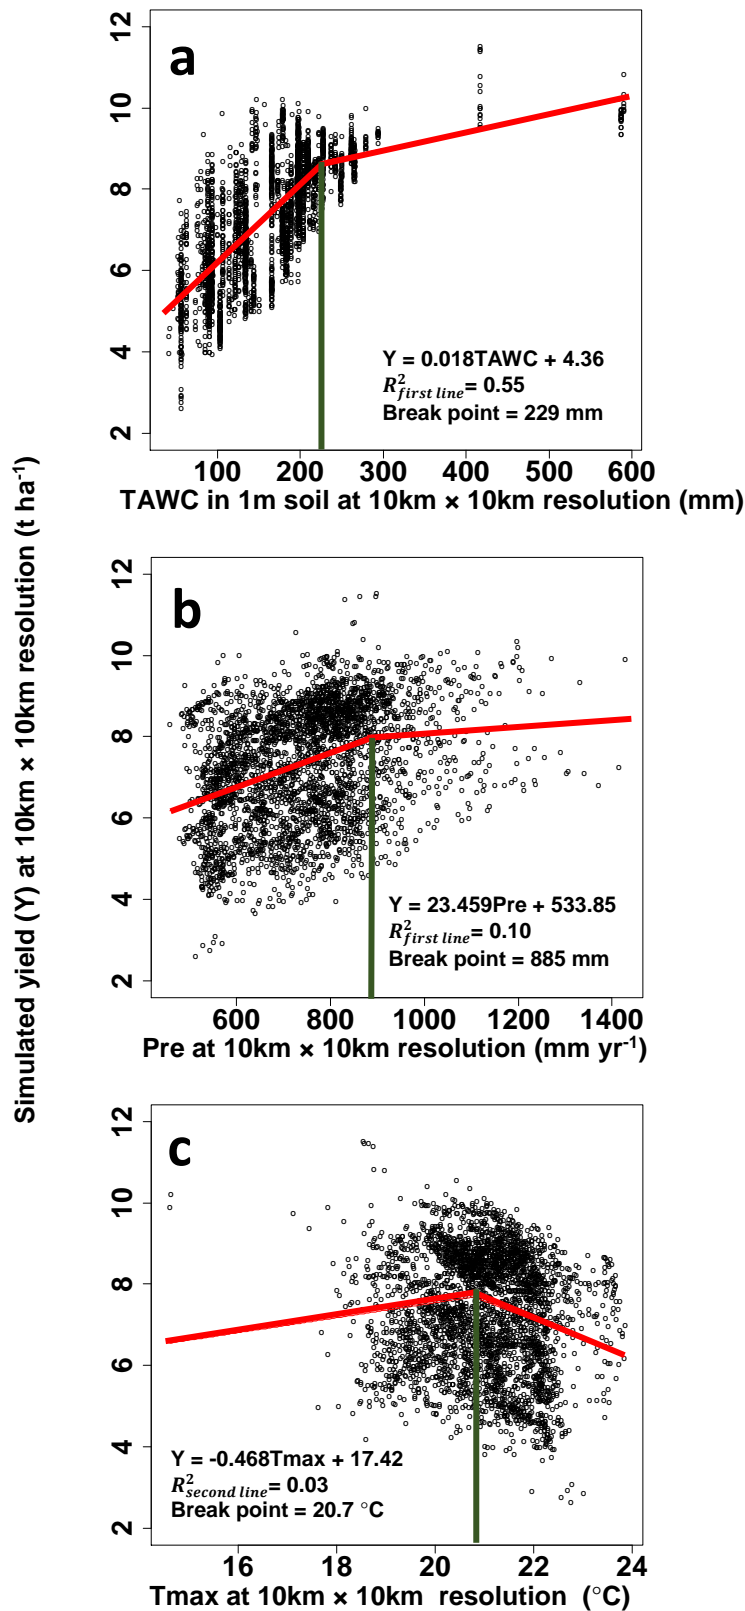 Simulated yield (Y) at 10km × 10km resolution (t ha⁻¹)
a
12
10
8
6
4
2
Y = 0.018TAWC + 4.36
R²first line = 0.55
Break point = 229 mm
100 200 300 400 500 600
TAWC in 1m soil at 10km × 10km resolution (mm)
b
12
10
8
6
4
2
Y = 23.459Pre + 533.85
R²first line = 0.10
Break point = 885 mm
600 800 1000 1200 1400
Pre at 10km × 10km resolution (mm yr⁻¹)
c
12
10
8
6
4
2
Y = -0.468Tmax + 17.42
R²second line = 0.03
Break point = 20.7 °C
16 18 20 22 24
Tmax at 10km × 10km resolution (°C)